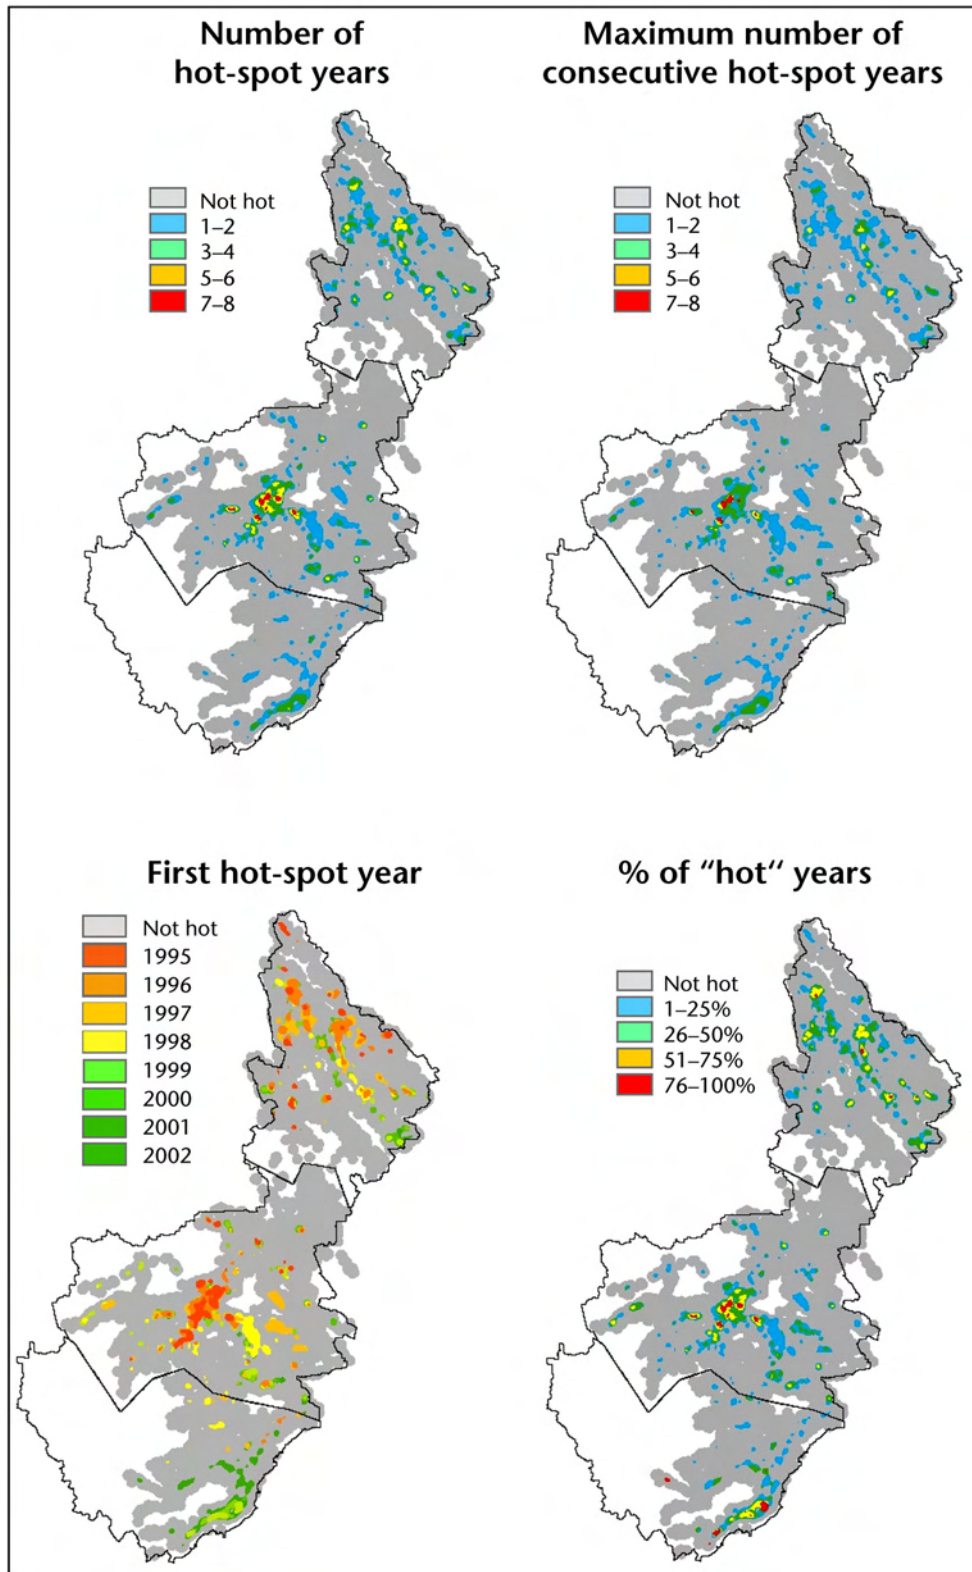 Number of
hot-spot years
Not hot
1–2
3–4
5–6
7–8
Maximum number of
consecutive hot-spot years
Not hot
1–2
3–4
5–6
7–8
First hot-spot year
Not hot
1995
1996
1997
1998
1999
2000
2001
2002
% of “hot“ years
Not hot
1–25%
26–50%
51–75%
76–100%